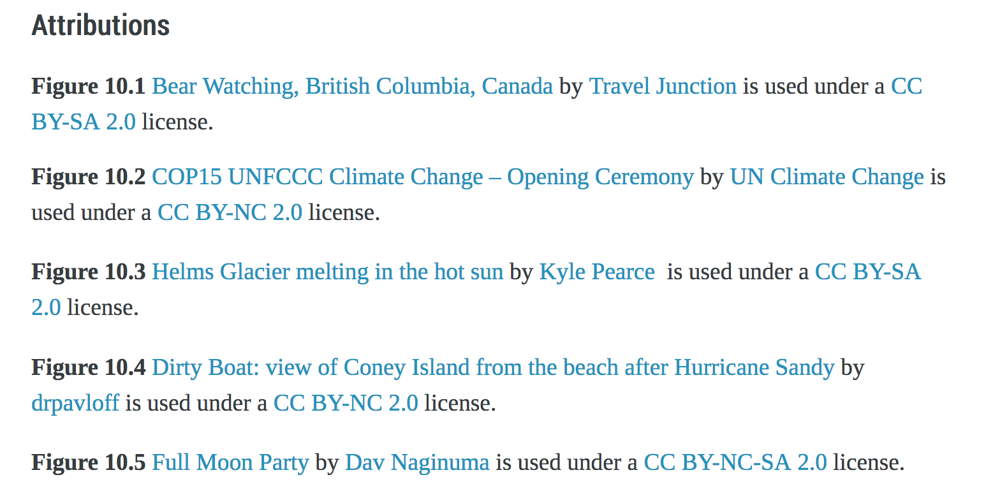 Attributions
Figure 10.1 Bear Watching, British Columbia, Canada by Travel Junction is used under a CC
BY-SA 2.0 license.
Figure 10.2 COP15 UNFCCC Climate Change – Opening Ceremony by UN Climate Change is
used under a CC BY-NC 2.0 license.
Figure 10.3 Helms Glacier melting in the hot sun by Kyle Pearce  is used under a CC BY-SA
2.0 license.
Figure 10.4 Dirty Boat: view of Coney Island from the beach after Hurricane Sandy by
drpavloff is used under a CC BY-NC 2.0 license.
Figure 10.5 Full Moon Party by Dav Naginuma is used under a CC BY-NC-SA 2.0 license.